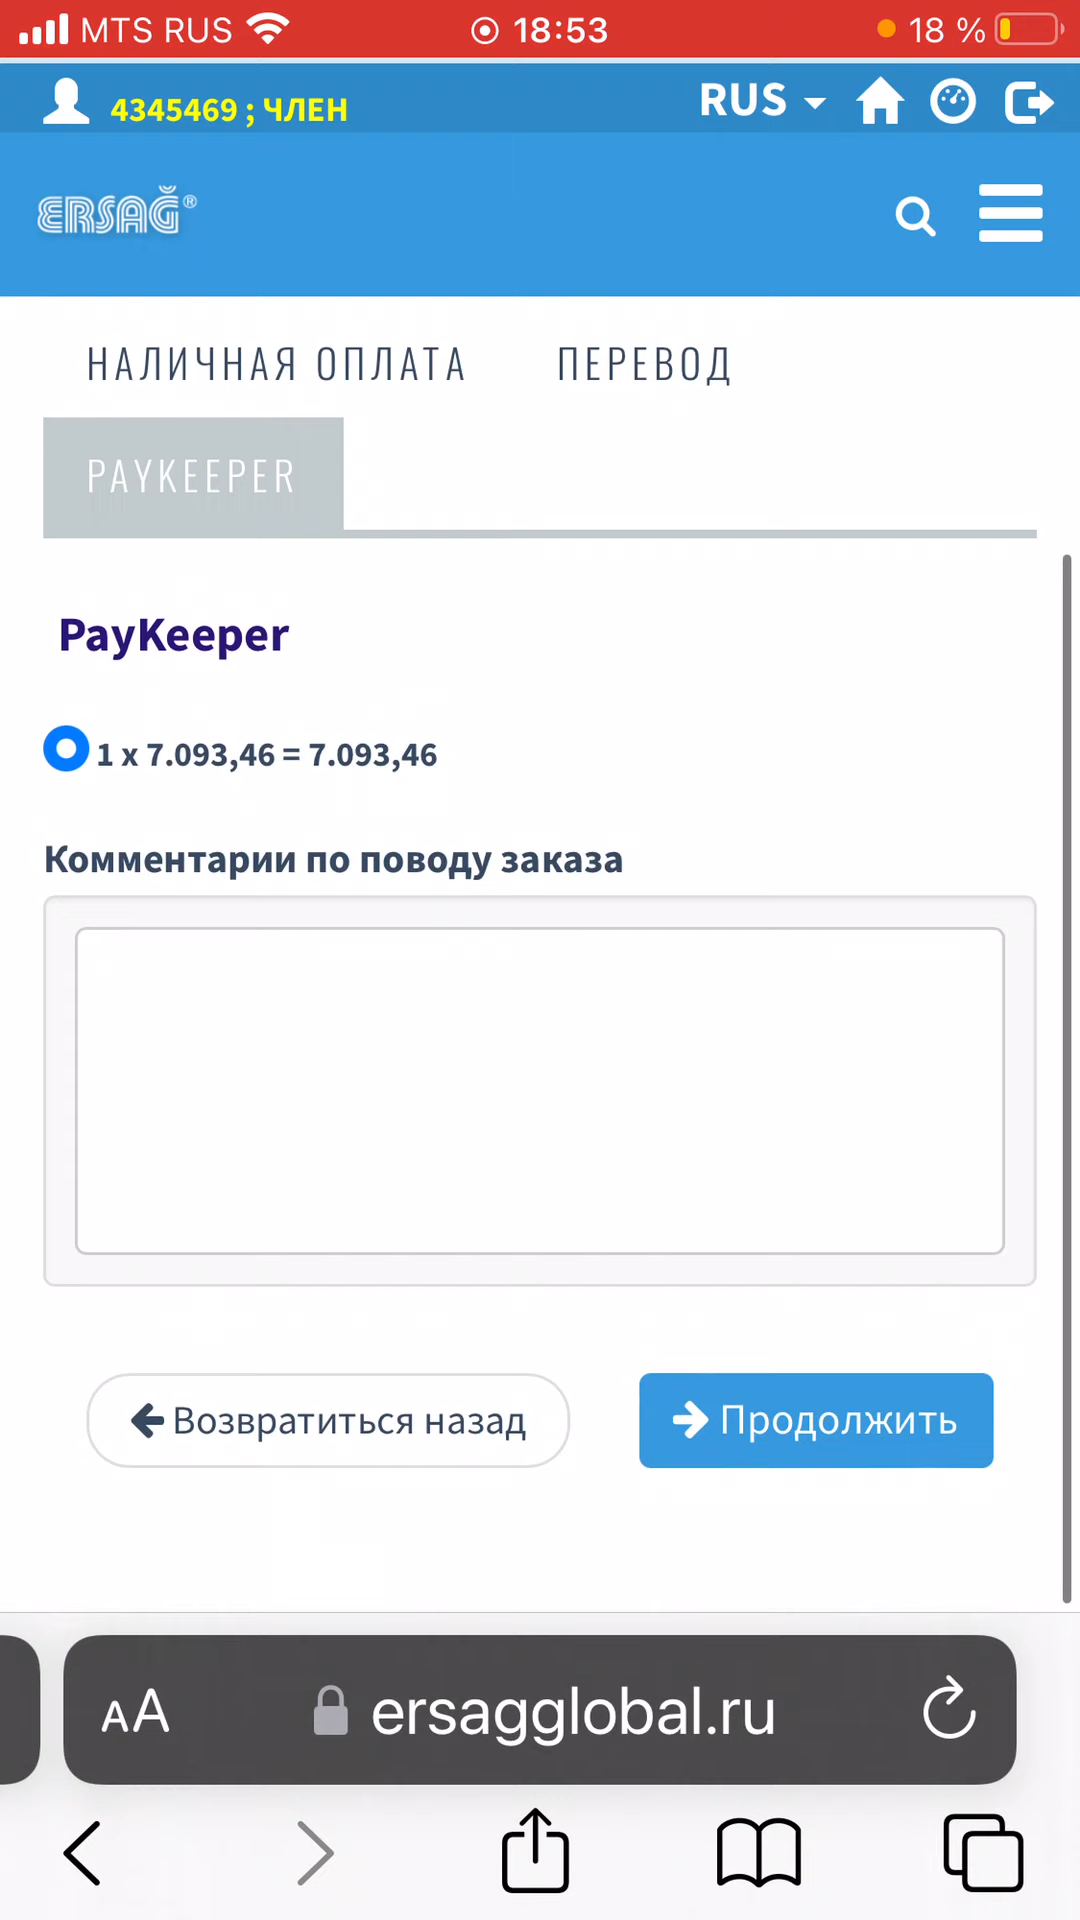 MTS RUS 18:53 18 %
4345469 ; ЧЛЕН RUS
ERSAĞ®
НАЛИЧНАЯ ОПЛАТА ПЕРЕВОД
PAYKEEPER
PayKeeper
1 x 7.093,46 = 7.093,46
Комментарии по поводу заказа
Возвратиться назад Продолжить
AA ersagglobal.ru